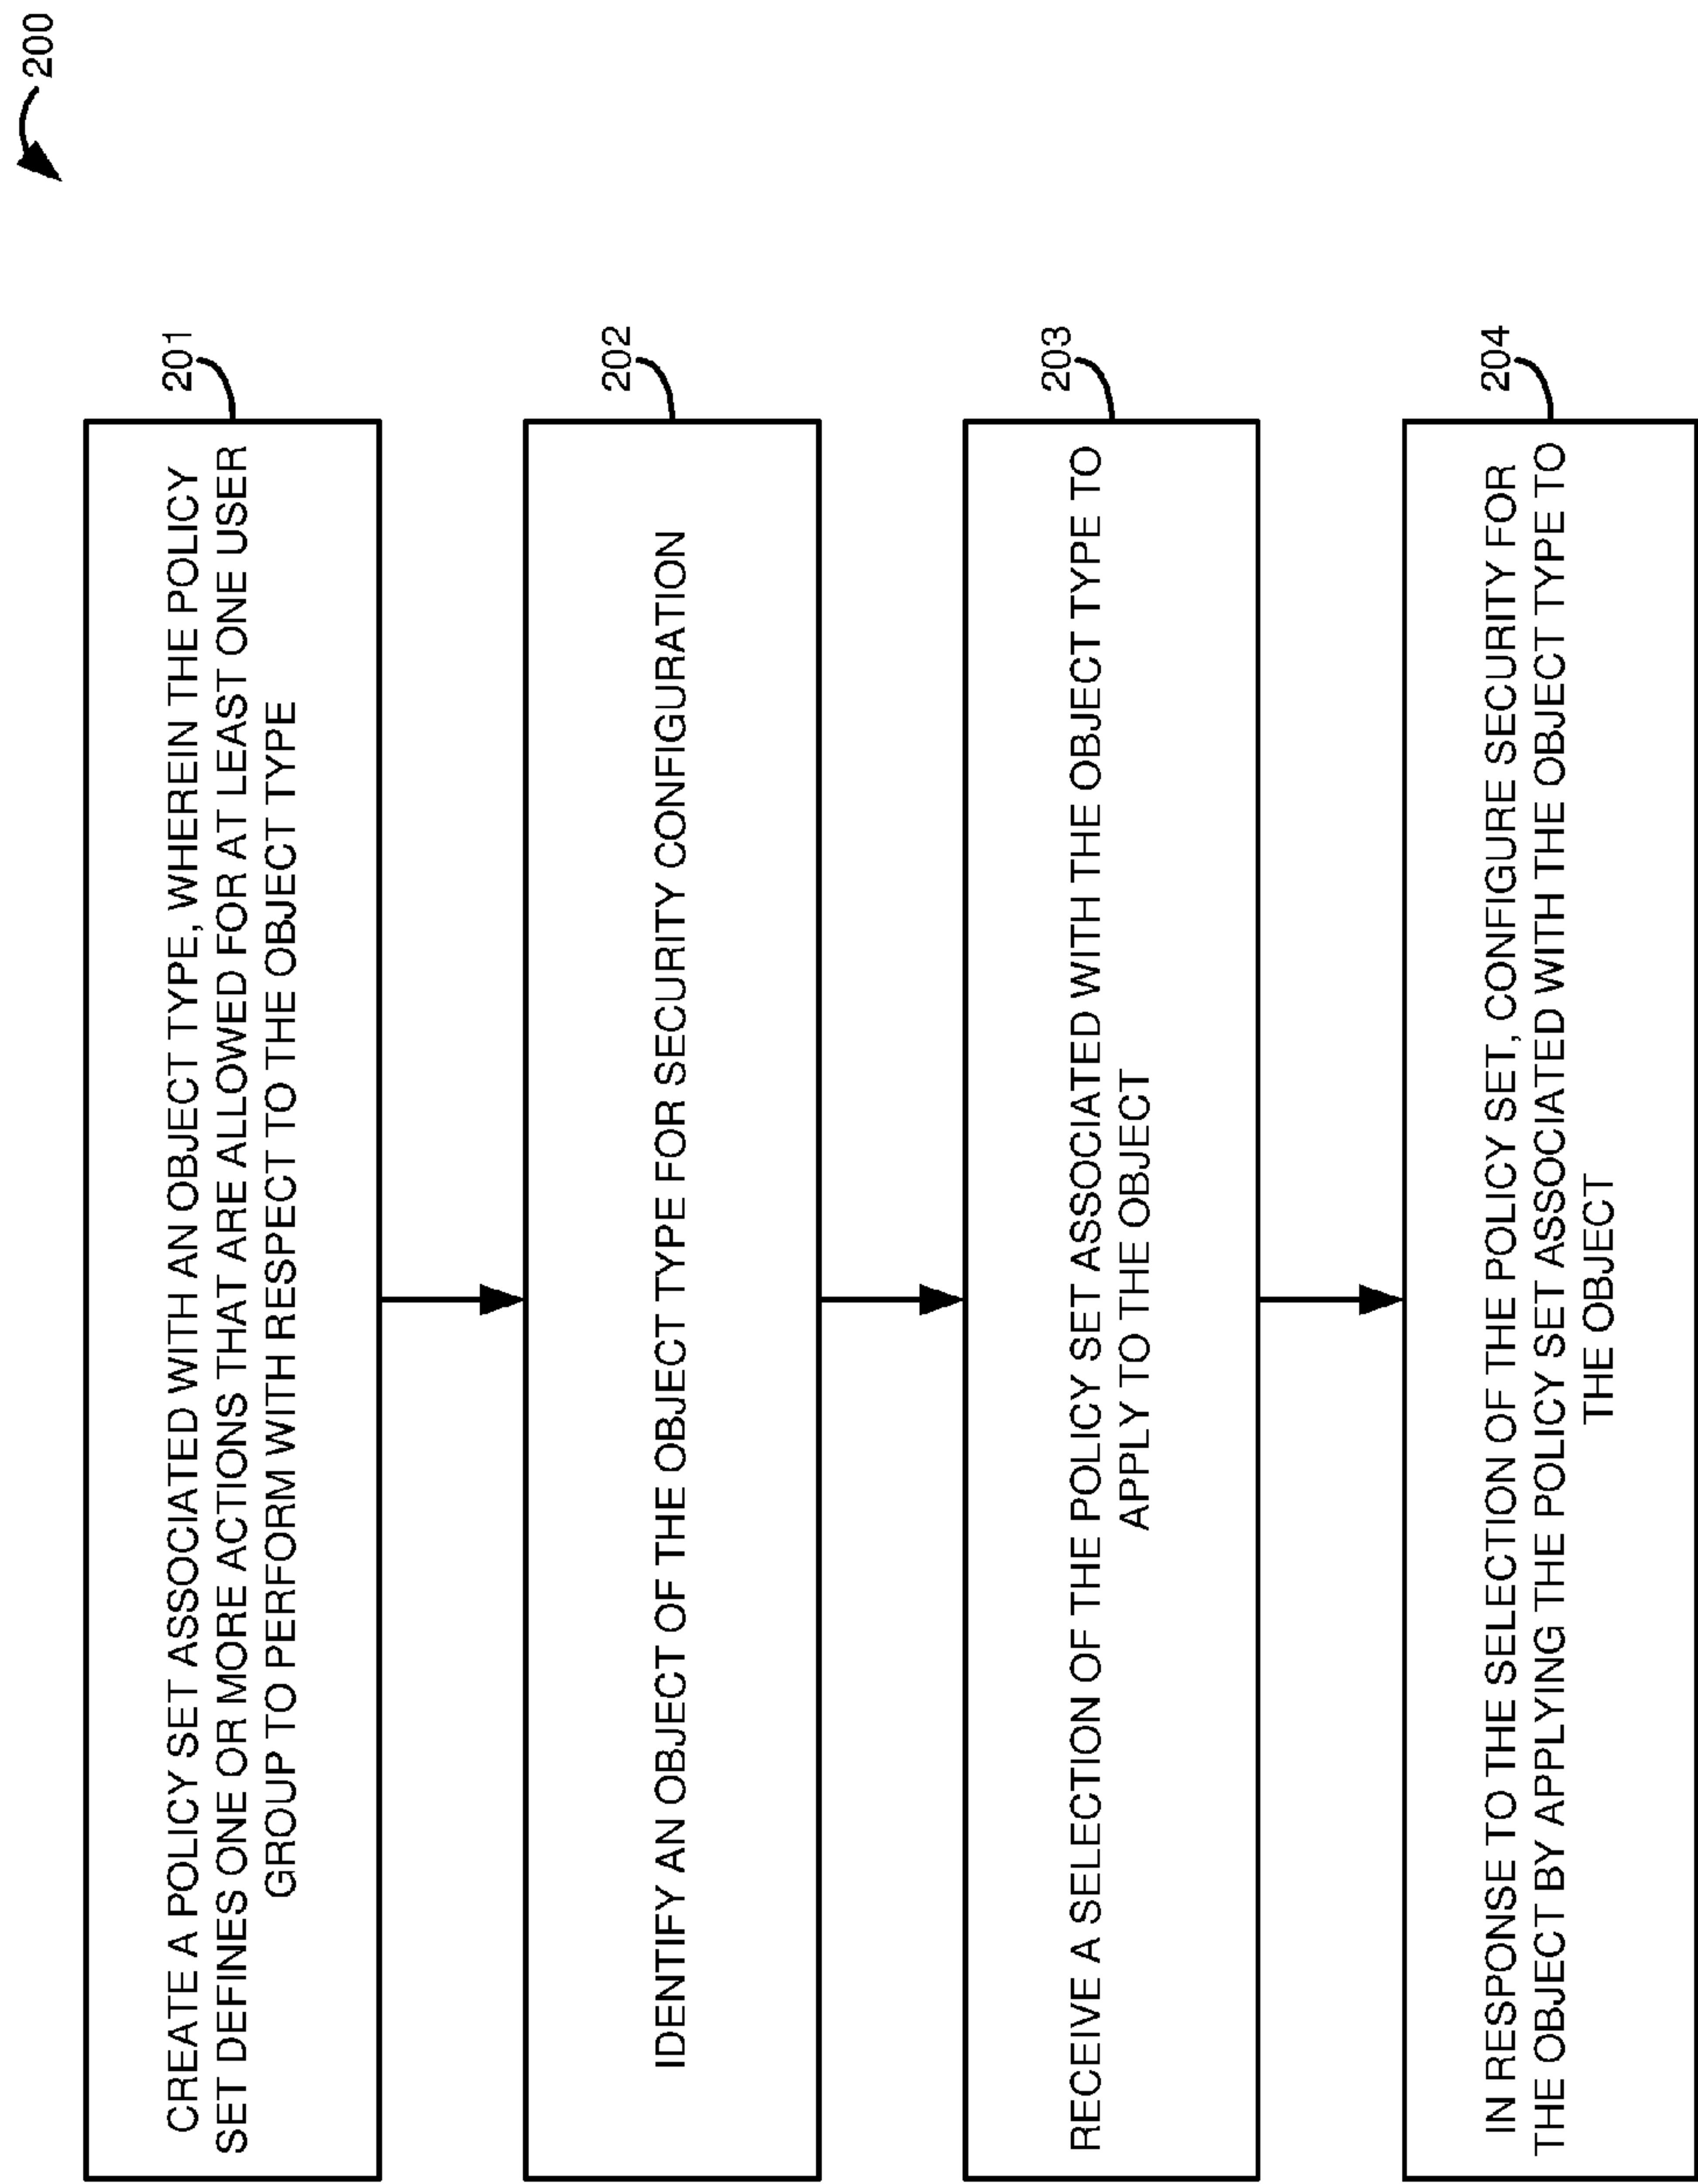 200
201
CREATE A POLICY SET ASSOCIATED WITH AN OBJECT TYPE, WHEREIN THE POLICY
SET DEFINES ONE OR MORE ACTIONS THAT ARE ALLOWED FOR AT LEAST ONE USER
GROUP TO PERFORM WITH RESPECT TO THE OBJECT TYPE
202
IDENTIFY AN OBJECT OF THE OBJECT TYPE FOR SECURITY CONFIGURATION
203
RECEIVE A SELECTION OF THE POLICY SET ASSOCIATED WITH THE OBJECT TYPE TO
APPLY TO THE OBJECT
204
IN RESPONSE TO THE SELECTION OF THE POLICY SET, CONFIGURE SECURITY FOR
THE OBJECT BY APPLYING THE POLICY SET ASSOCIATED WITH THE OBJECT TYPE TO
THE OBJECT